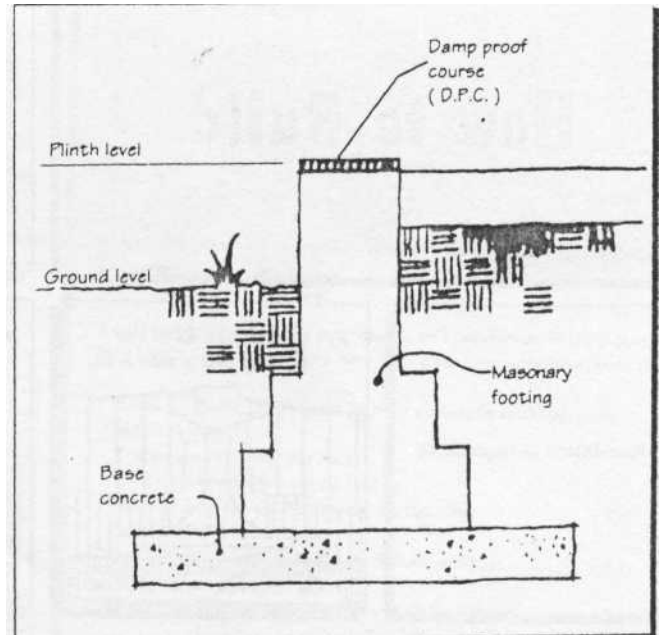 Damp proof
course
( D.P.C. )
Plinth level
Ground level
Masonary
footing
Base
concrete